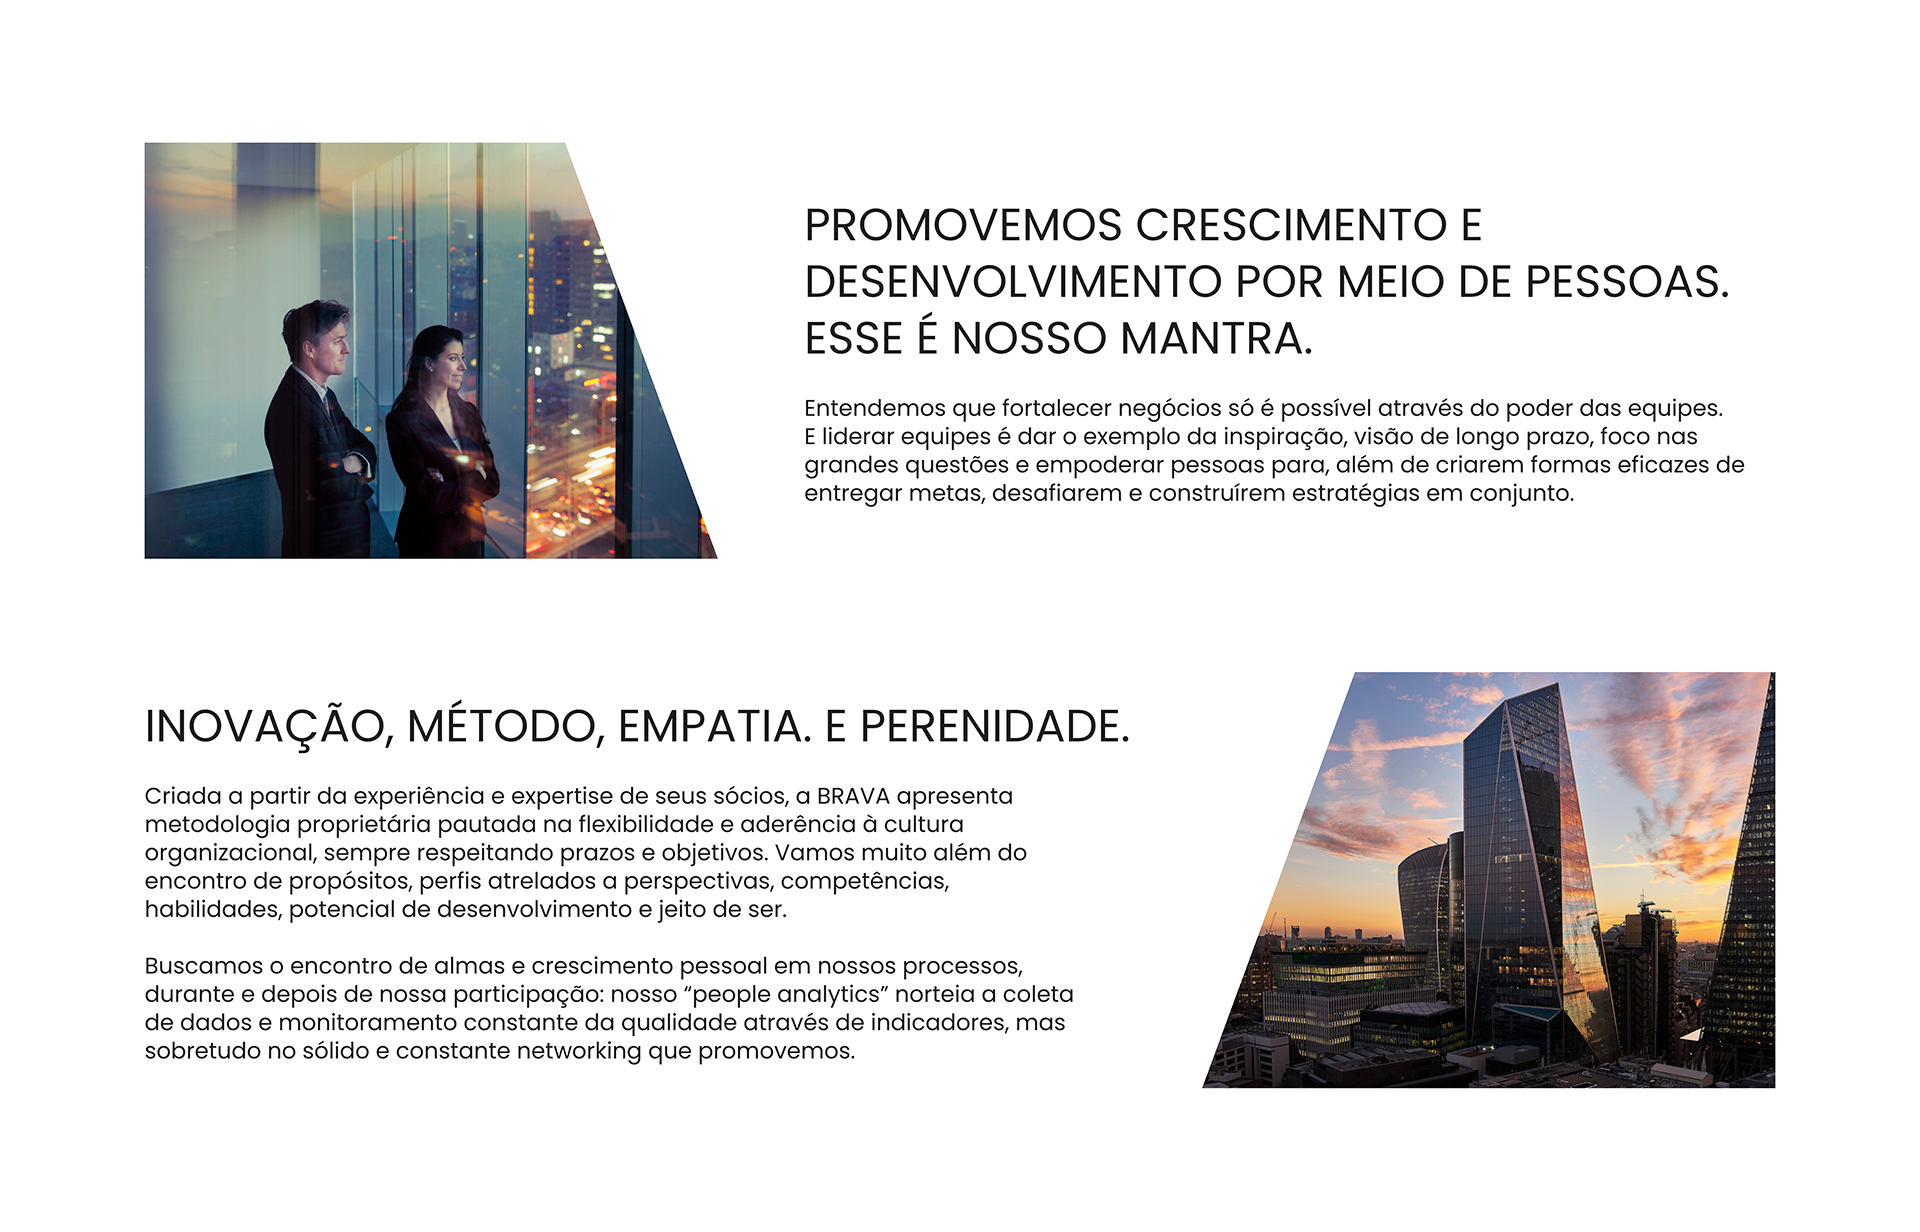 PROMOVEMOS CRESCIMENTO E
DESENVOLVIMENTO POR MEIO DE PESSOAS.
ESSE É NOSSO MANTRA.
Entendemos que fortalecer negócios só é possível através do poder das equipes.
E liderar equipes é dar o exemplo da inspiração, visão de longo prazo, foco nas
grandes questões e empoderar pessoas para, além de criarem formas eficazes de
entregar metas, desafiarem e construírem estratégias em conjunto.
INOVAÇÃO, MÉTODO, EMPATIA. E PERENIDADE.
Criada a partir da experiência e expertise de seus sócios, a BRAVA apresenta
metodologia proprietária pautada na flexibilidade e aderência à cultura
organizacional, sempre respeitando prazos e objetivos. Vamos muito além do
encontro de propósitos, perfis atrelados a perspectivas, competências,
habilidades, potencial de desenvolvimento e jeito de ser.
Buscamos o encontro de almas e crescimento pessoal em nossos processos,
durante e depois de nossa participação: nosso “people analytics” norteia a coleta
de dados e monitoramento constante da qualidade através de indicadores, mas
sobretudo no sólido e constante networking que promovemos.